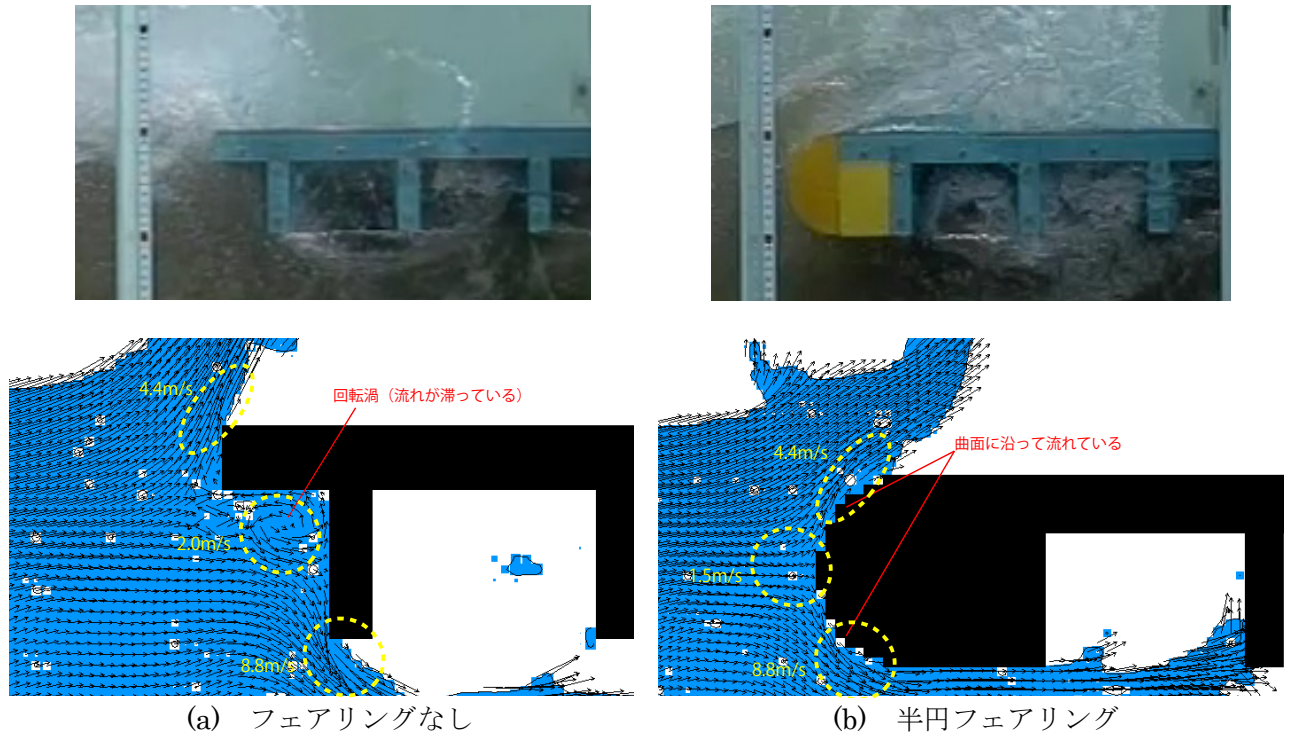 4.4m/s
回転渦（流れが滞っている）
2.0m/s
8.8m/s
(a) フェアリングなし
4.4m/s
曲面に沿って流れている
1.5m/s
8.8m/s
(b) 半円フェアリング